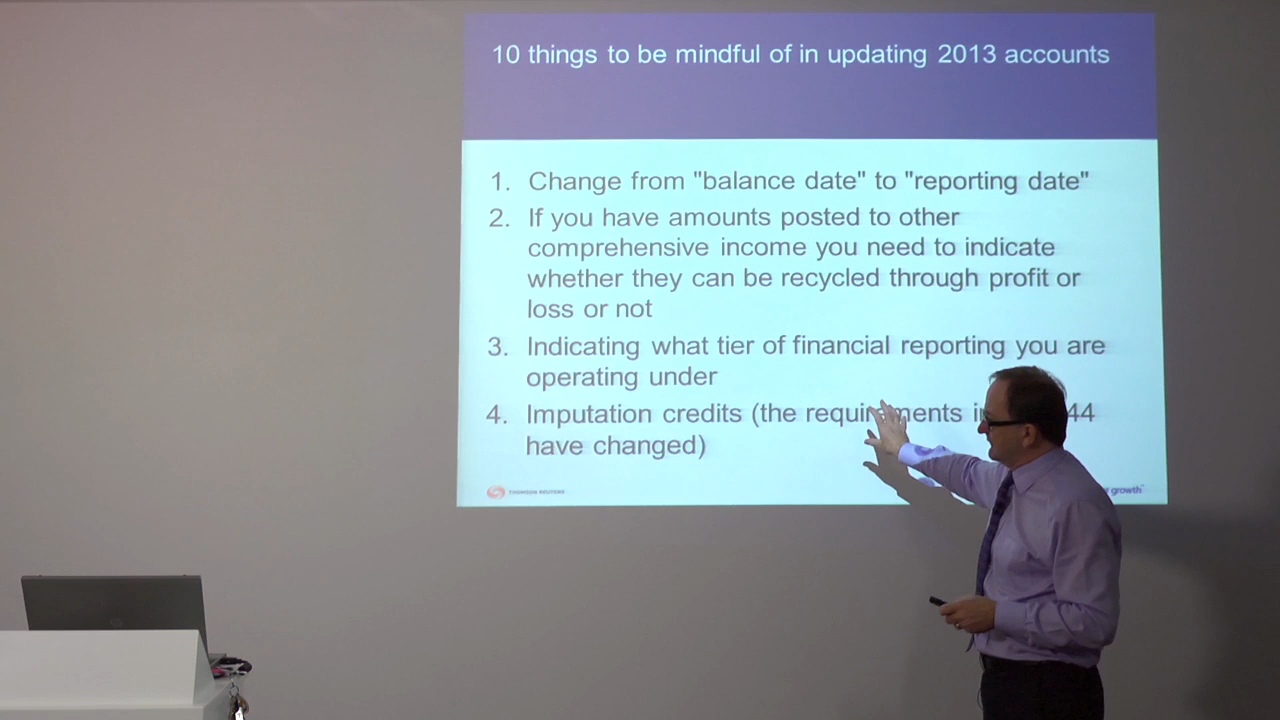 10 things to be mindful of in updating 2013 accounts
1. Change from "balance date" to "reporting date"
2. If you have amounts posted to other
comprehensive income you need to indicate
whether they can be recycled through profit or
loss or not
3. Indicating what tier of financial reporting you are
operating under
4. Imputation credits (the requirements 44
have changed)
THOMSON REUTERS
growth